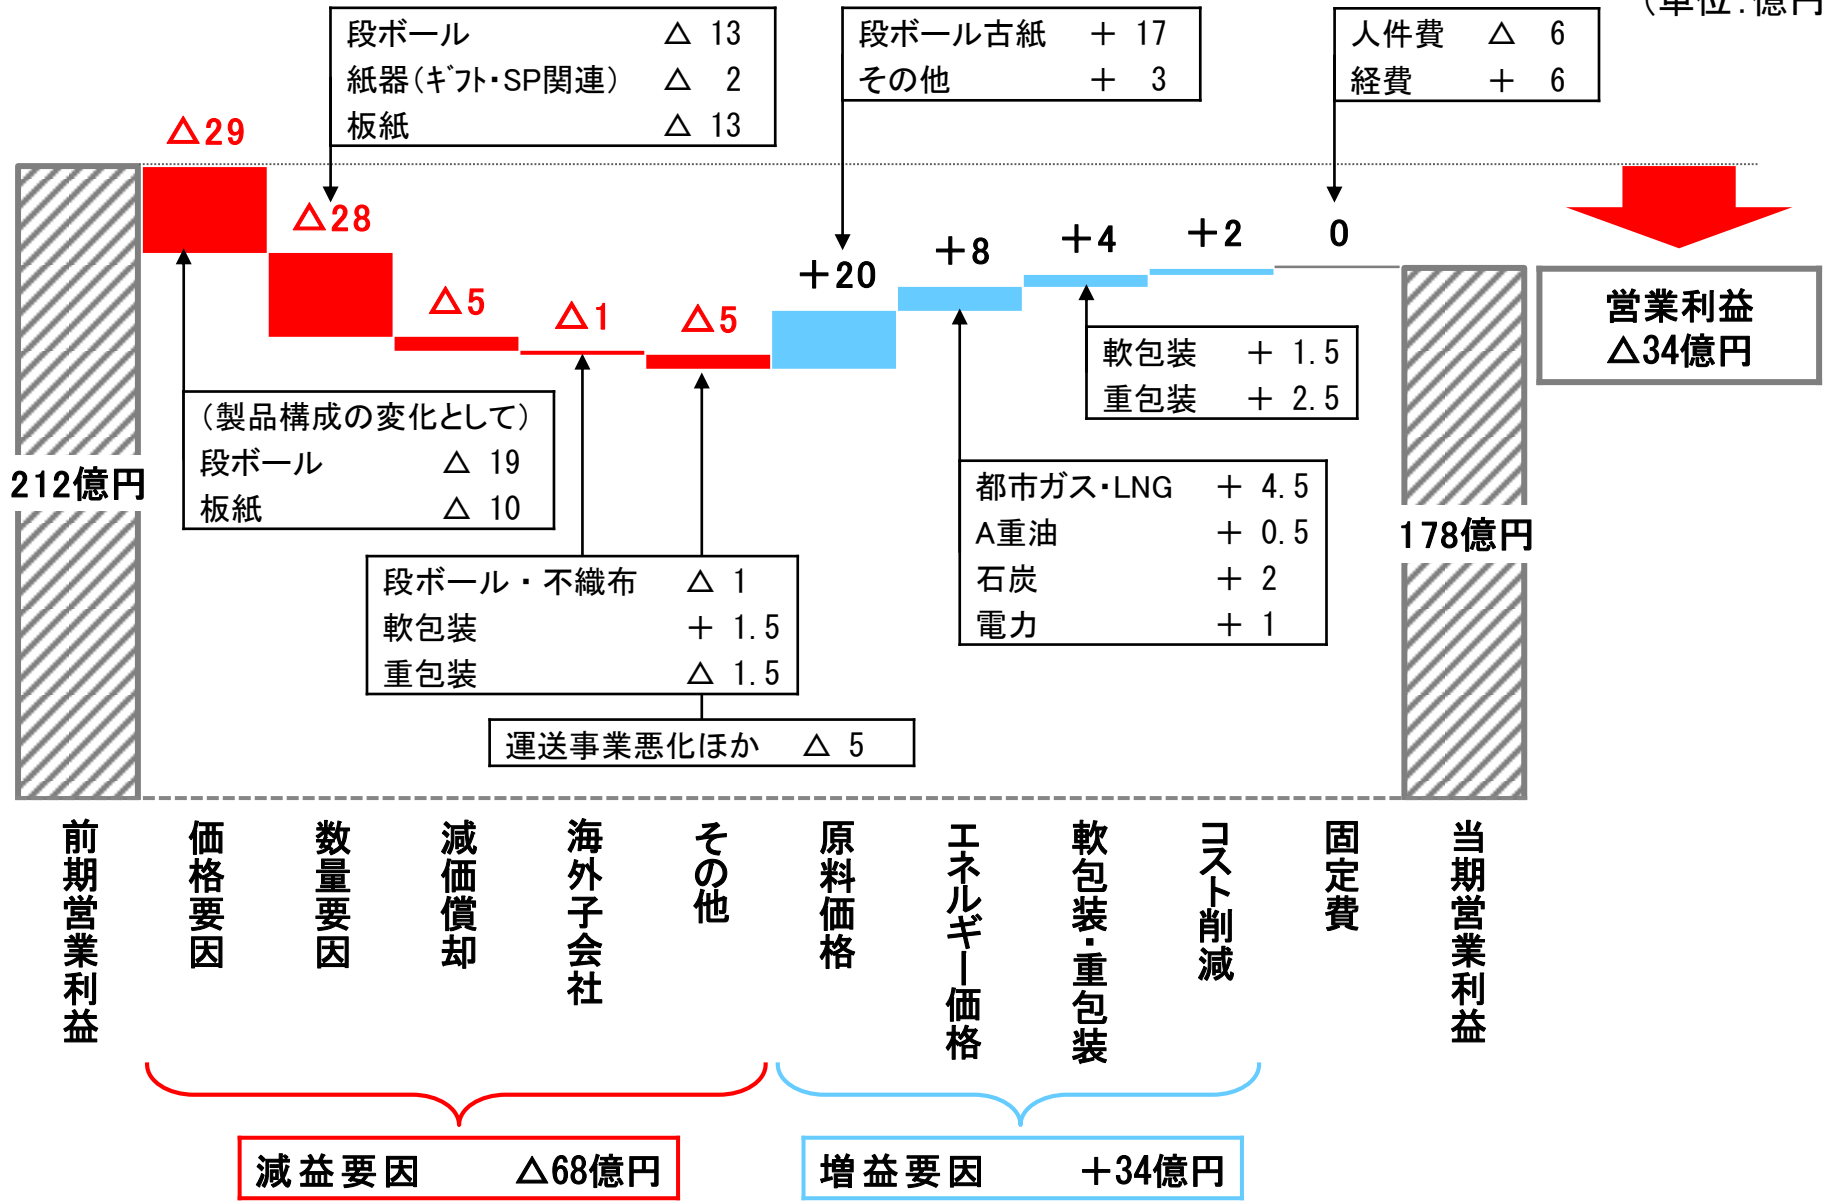 （単位：億円
段ボール △ 13
紙器（ｷﾞﾌﾄ・SP関連） △ 2
板紙 △ 13
段ボール古紙 ＋ 17
その他 ＋ 3
人件費 △ 6
経費 ＋ 6
△29
△28
△5
△1
△5
＋20
＋8
＋4
＋2
0
営業利益
△34億円
（製品構成の変化として）
段ボール △ 19
板紙 △ 10
軟包装 ＋ 1.5
重包装 ＋ 2.5
212億円
都市ガス・LNG ＋ 4.5
A重油 ＋ 0.5
石炭 ＋ 2
電力 ＋ 1
178億円
段ボール・不織布 △ 1
軟包装 ＋ 1.5
重包装 △ 1.5
運送事業悪化ほか △ 5
前期営業利益
価格要因
数量要因
減価償却
海外子会社
その他
原料価格
エネルギー価格
軟包装・重包装
コスト削減
固定費
当期営業利益
減益要因 △68億円
増益要因 ＋34億円